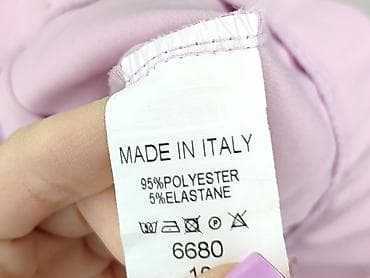 MADE IN ITALY
95%POLYESTER
5%ELASTANE
6680